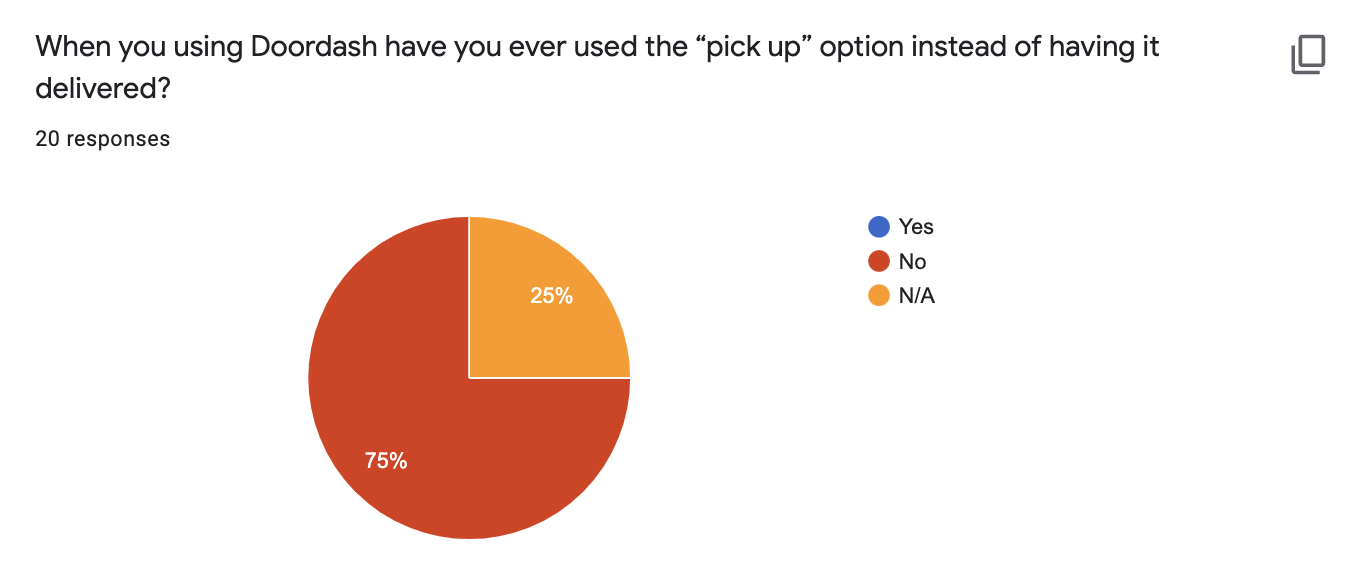 When you using Doordash have you ever used the “pick up” option instead of having it
delivered?
20 responses
Yes
No
N/A
25%
75%